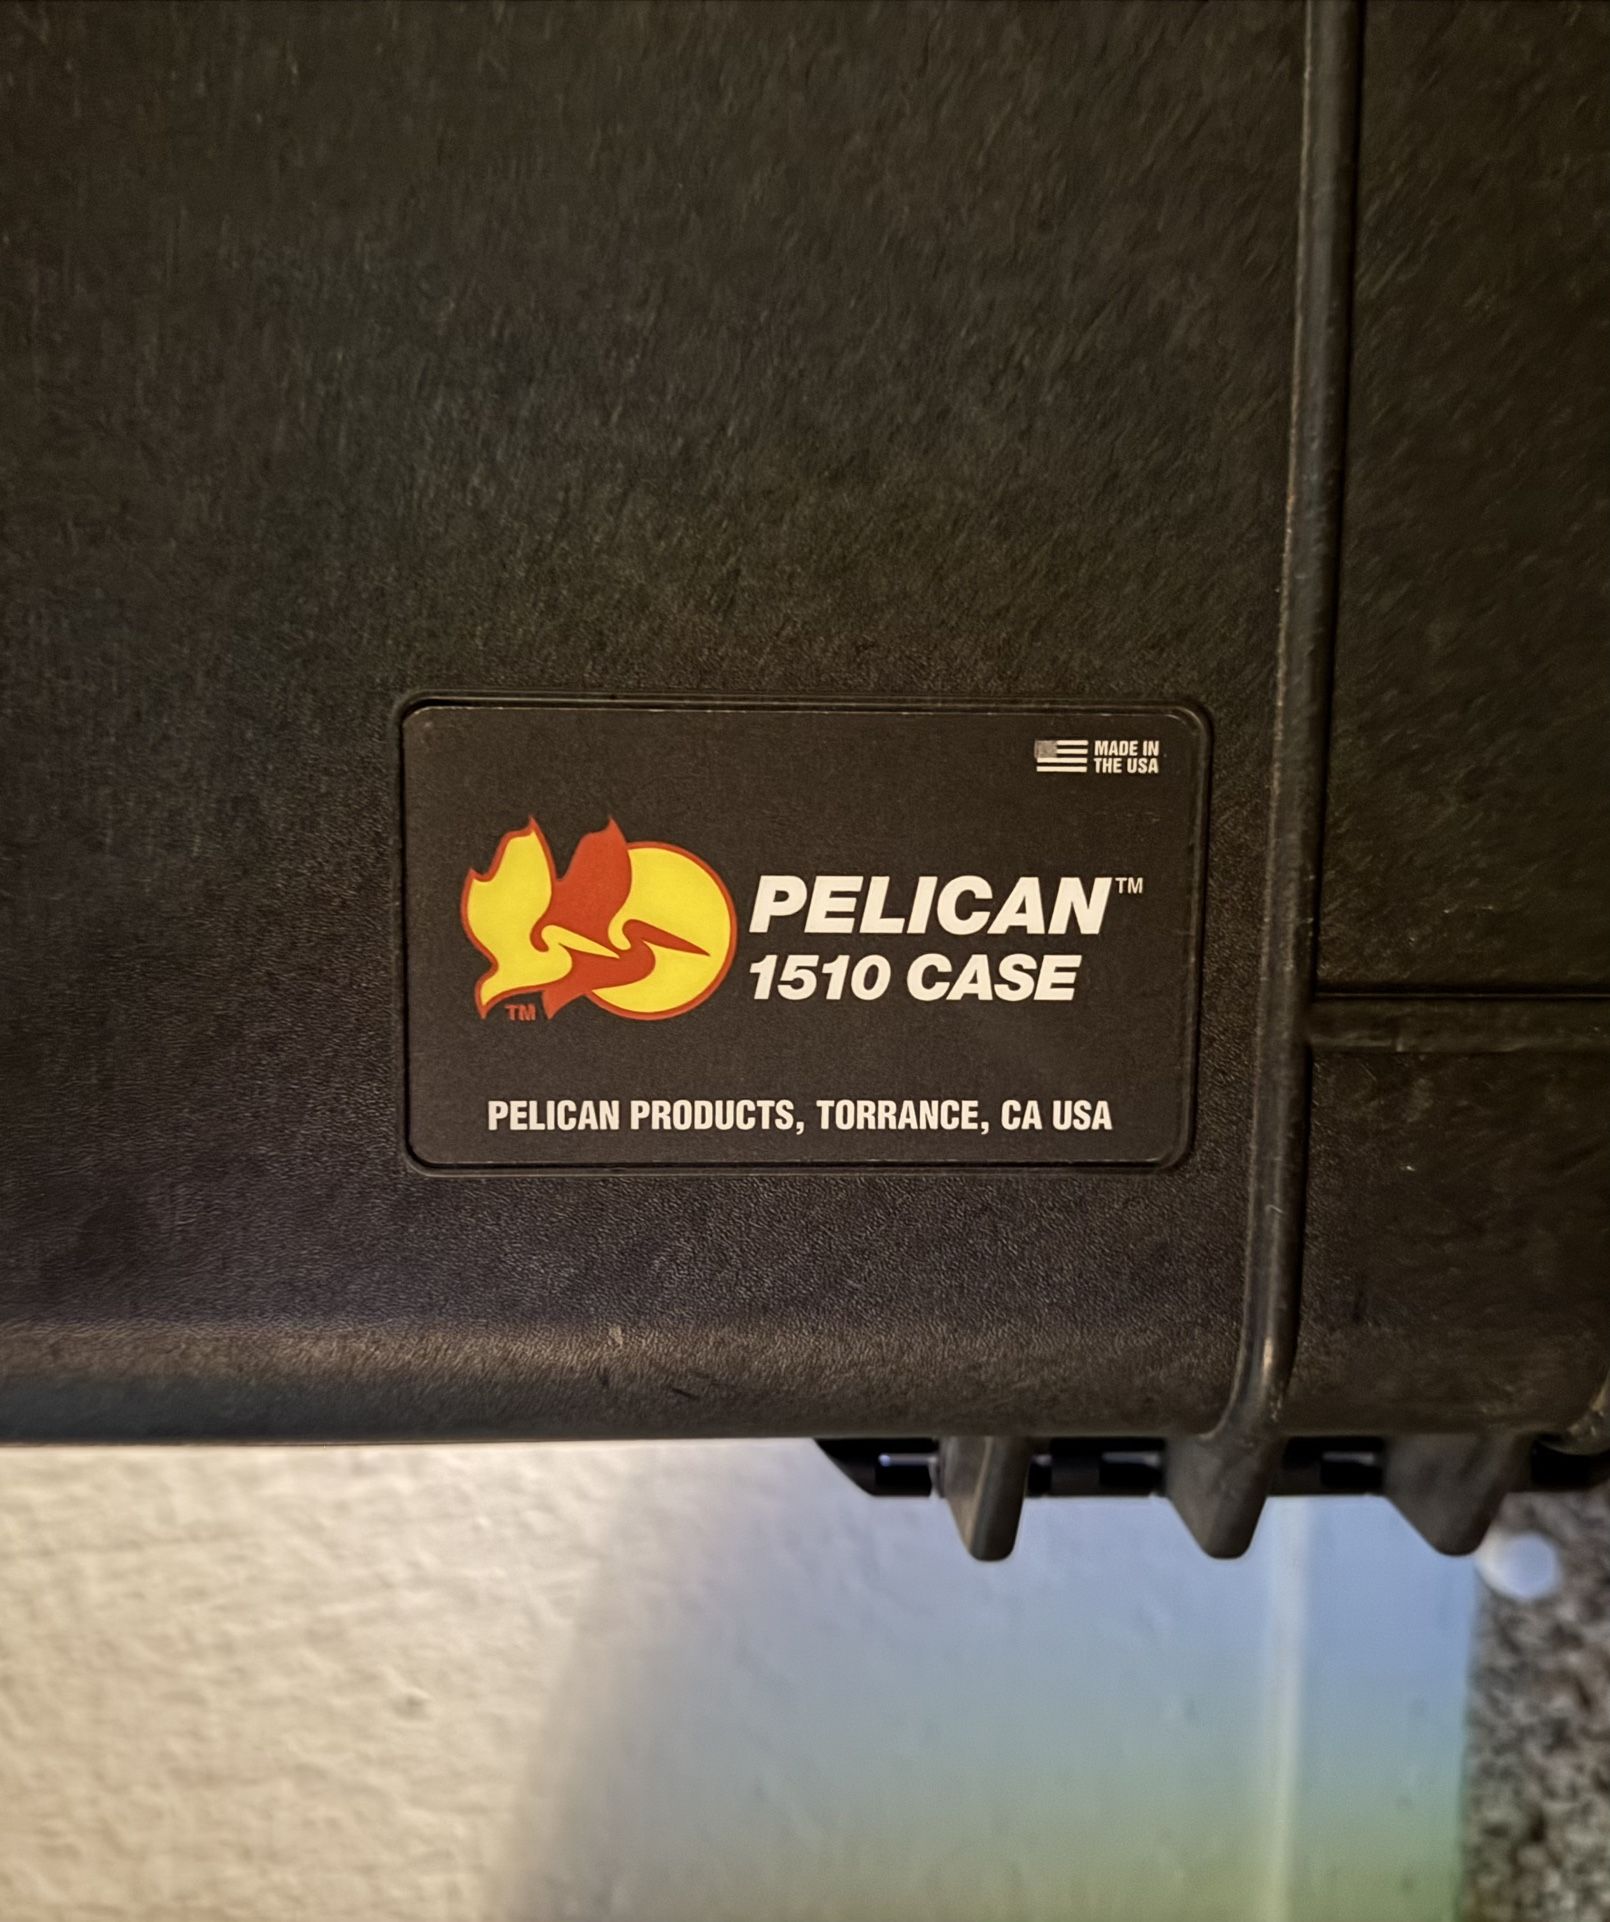 MADE IN
THE USA
PELICAN™
1510 CASE
TM
PELICAN PRODUCTS, TORRANCE, CA USA